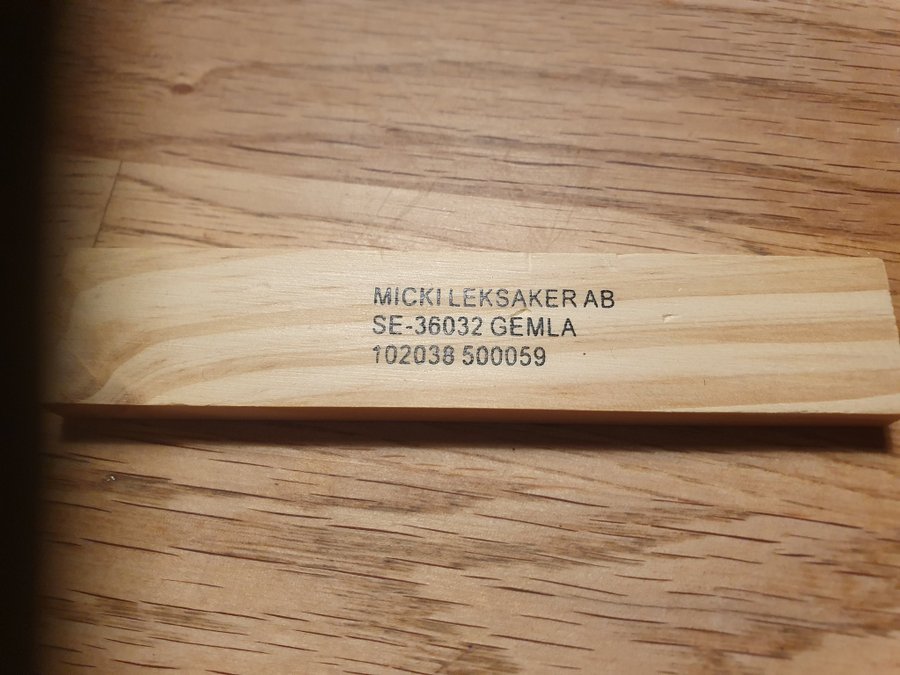 MICKI LEKSAKER AB
SE-36032 GEMLA
102038 500059